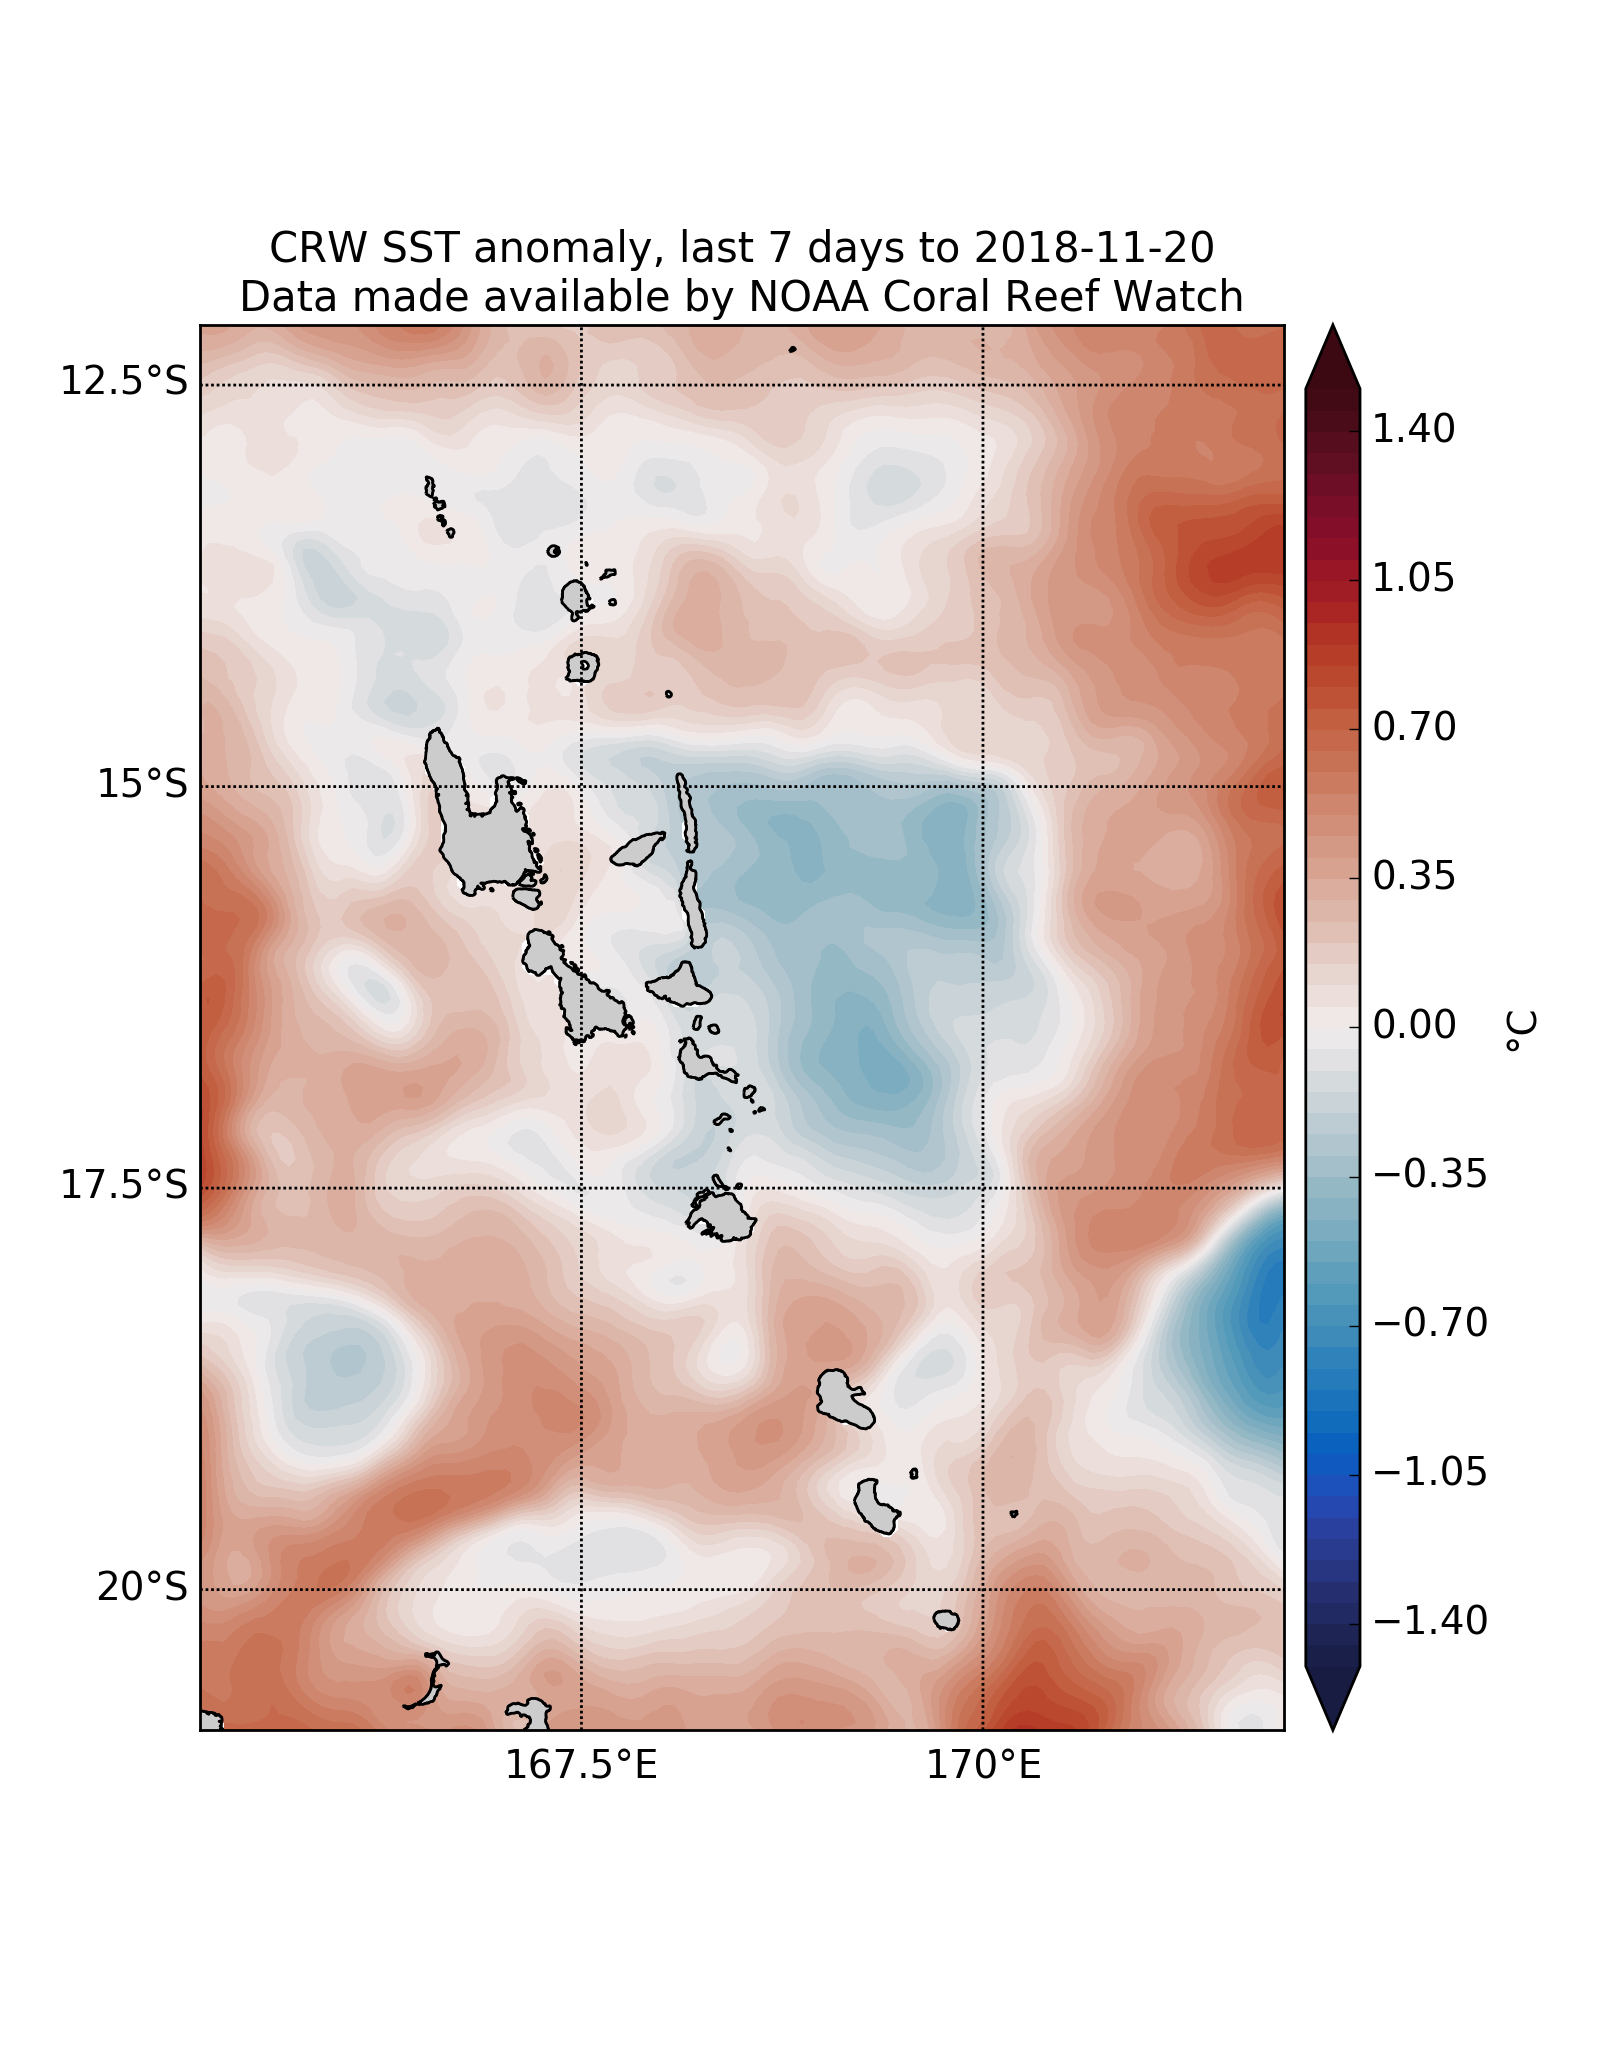 CRW SST anomaly, last 7 days to 2018-11-20
Data made available by NOAA Coral Reef Watch
12.5°S
15°S
17.5°S
20°S
167.5°E
170°E
1.40
1.05
0.70
0.35
0.00
−0.35
−0.70
−1.05
−1.40
°C